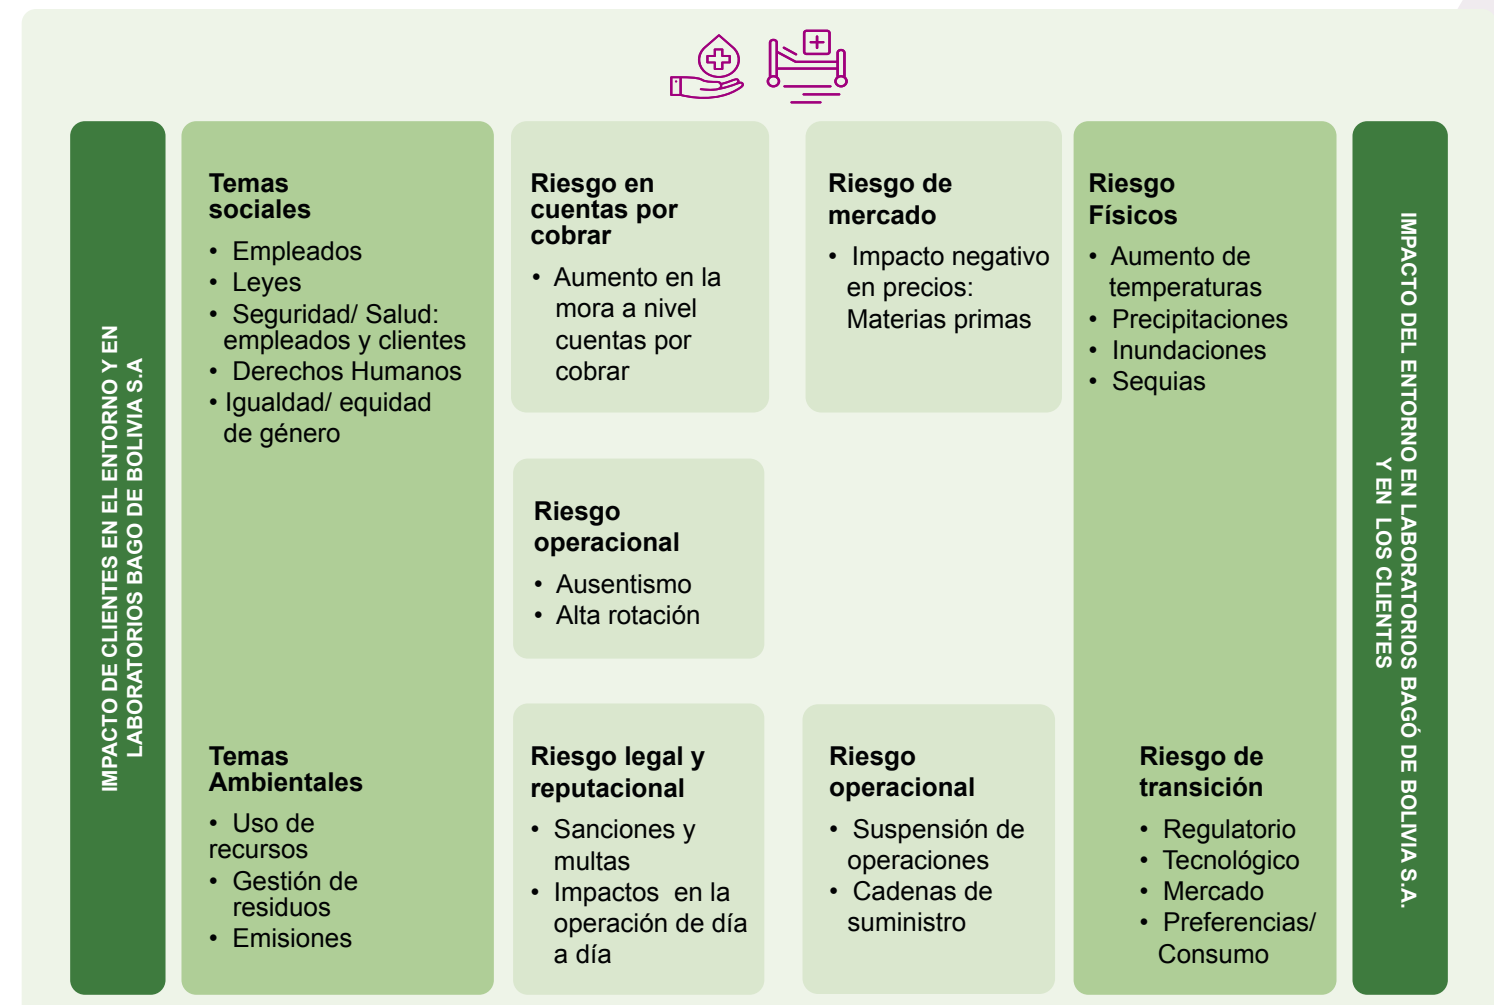 IMPACTO DE CLIENTES EN EL ENTORNO Y EN
LABORATORIOS BAGO DE BOLIVIA S.A
Temas
sociales
• Empleados
• Leyes
• Seguridad/ Salud:
empleados y clientes
• Derechos Humanos
• Igualdad/ equidad
de género
Temas
Ambientales
• Uso de
recursos
• Gestión de
residuos
• Emisiones
Riesgo en
cuentas por
cobrar
• Aumento en la
mora a nivel
cuentas por
cobrar
Riesgo
operacional
• Ausentismo
• Alta rotación
Riesgo legal y
reputacional
• Sanciones y
multas
• Impactos en la
operación de día
a día
Riesgo de
mercado
• Impacto negativo
en precios:
Materias primas
Riesgo
operacional
• Suspensión de
operaciones
• Cadenas de
suministro
Riesgo
Físicos
• Aumento de
temperaturas
• Precipitaciones
• Inundaciones
• Sequias
Riesgo de
transición
• Regulatorio
• Tecnológico
• Mercado
• Preferencias/
Consumo
IMPACTO DEL ENTORNO EN LABORATORIOS BAGÓ DE BOLIVIA S.A.
Y EN LOS CLIENTES